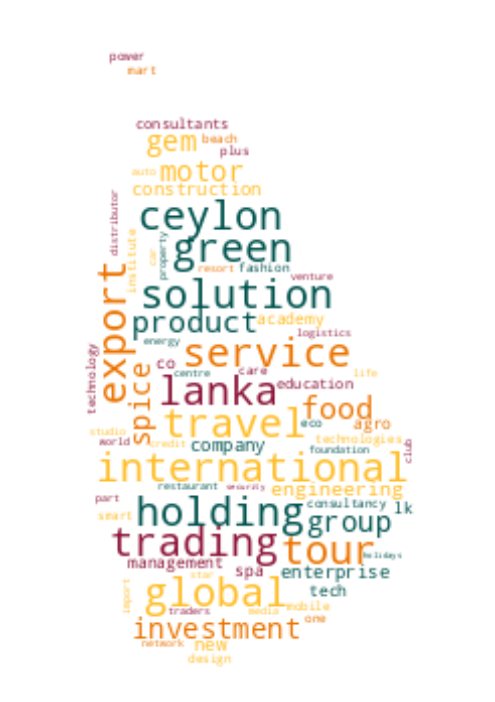 power
mart
consultants
gem beach
plus
auto motor
construction
distributor
ceylon
institute car property green
resort fashion
venture
export
solution
product academy
logistics
energy
technology
service
co centre care life
spice
lanka education
travel food
eco agro
studio
world credit company technologies
foundation club
international
restaurant security engineering
part
holding consultancy lk
smart group
trading tour
holidays
management spa enterprise
star
import global tech
traders media mobile
investment one
network new
design